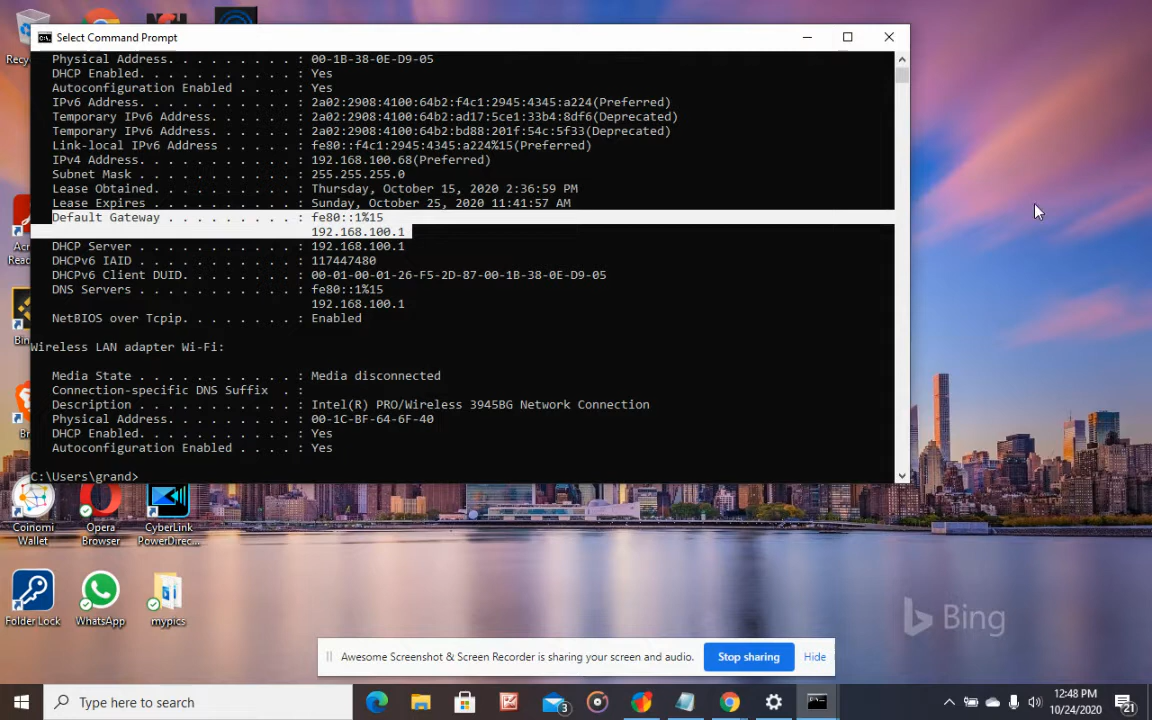 Select Command Prompt
Physical Address. . . . . . . . . : 00-1B-38-0E-D9-05
DHCP Enabled. . . . . . . . . . . : Yes
Autoconfiguration Enabled . . . . : Yes
IPv6 Address. . . . . . . . . . . : 2a02:2908:4100:64b2:f4c1:2945:4345:a224(Preferred)
Temporary IPv6 Address. . . . . . : 2a02:2908:4100:64b2:ad17:5ce1:33b4:8df6(Deprecated)
Temporary IPv6 Address. . . . . . : 2a02:2908:4100:64b2:bd88:201f:54c:5f33(Deprecated)
Link-local IPv6 Address . . . . . : fe80::f4c1:2945:4345:a224%15(Preferred)
IPv4 Address. . . . . . . . . . . : 192.168.100.68(Preferred)
Subnet Mask . . . . . . . . . . . : 255.255.255.0
Lease Obtained. . . . . . . . . . : Thursday, October 15, 2020 2:36:59 PM
Lease Expires . . . . . . . . . . : Sunday, October 25, 2020 11:41:57 AM
Default Gateway . . . . . . . . . : fe80::1%15
192.168.100.1
DHCP Server . . . . . . . . . . . : 192.168.100.1
DHCPv6 IAID . . . . . . . . . . . : 117447480
DHCPv6 Client DUID. . . . . . . . : 00-01-00-01-26-F5-2D-87-00-1B-38-0E-D9-05
DNS Servers . . . . . . . . . . . : fe80::1%15
192.168.100.1
NetBIOS over Tcpip. . . . . . . . : Enabled
Wireless LAN adapter Wi-Fi:
Media State . . . . . . . . . . . : Media disconnected
Connection-specific DNS Suffix  . :
Description . . . . . . . . . . . : Intel(R) PRO/Wireless 3945BG Network Connection
Physical Address. . . . . . . . . : 00-1C-BF-64-6F-40
DHCP Enabled. . . . . . . . . . . : Yes
Autoconfiguration Enabled . . . . : Yes
C:\Users\grand>
Coinomi Wallet
Opera Browser
CyberLink PowerDirec...
Folder Lock
WhatsApp
mypics
Bing
Awesome Screenshot & Screen Recorder is sharing your screen and audio.
Stop sharing
Hide
Type here to search
3
12:48 PM
10/24/2020
21